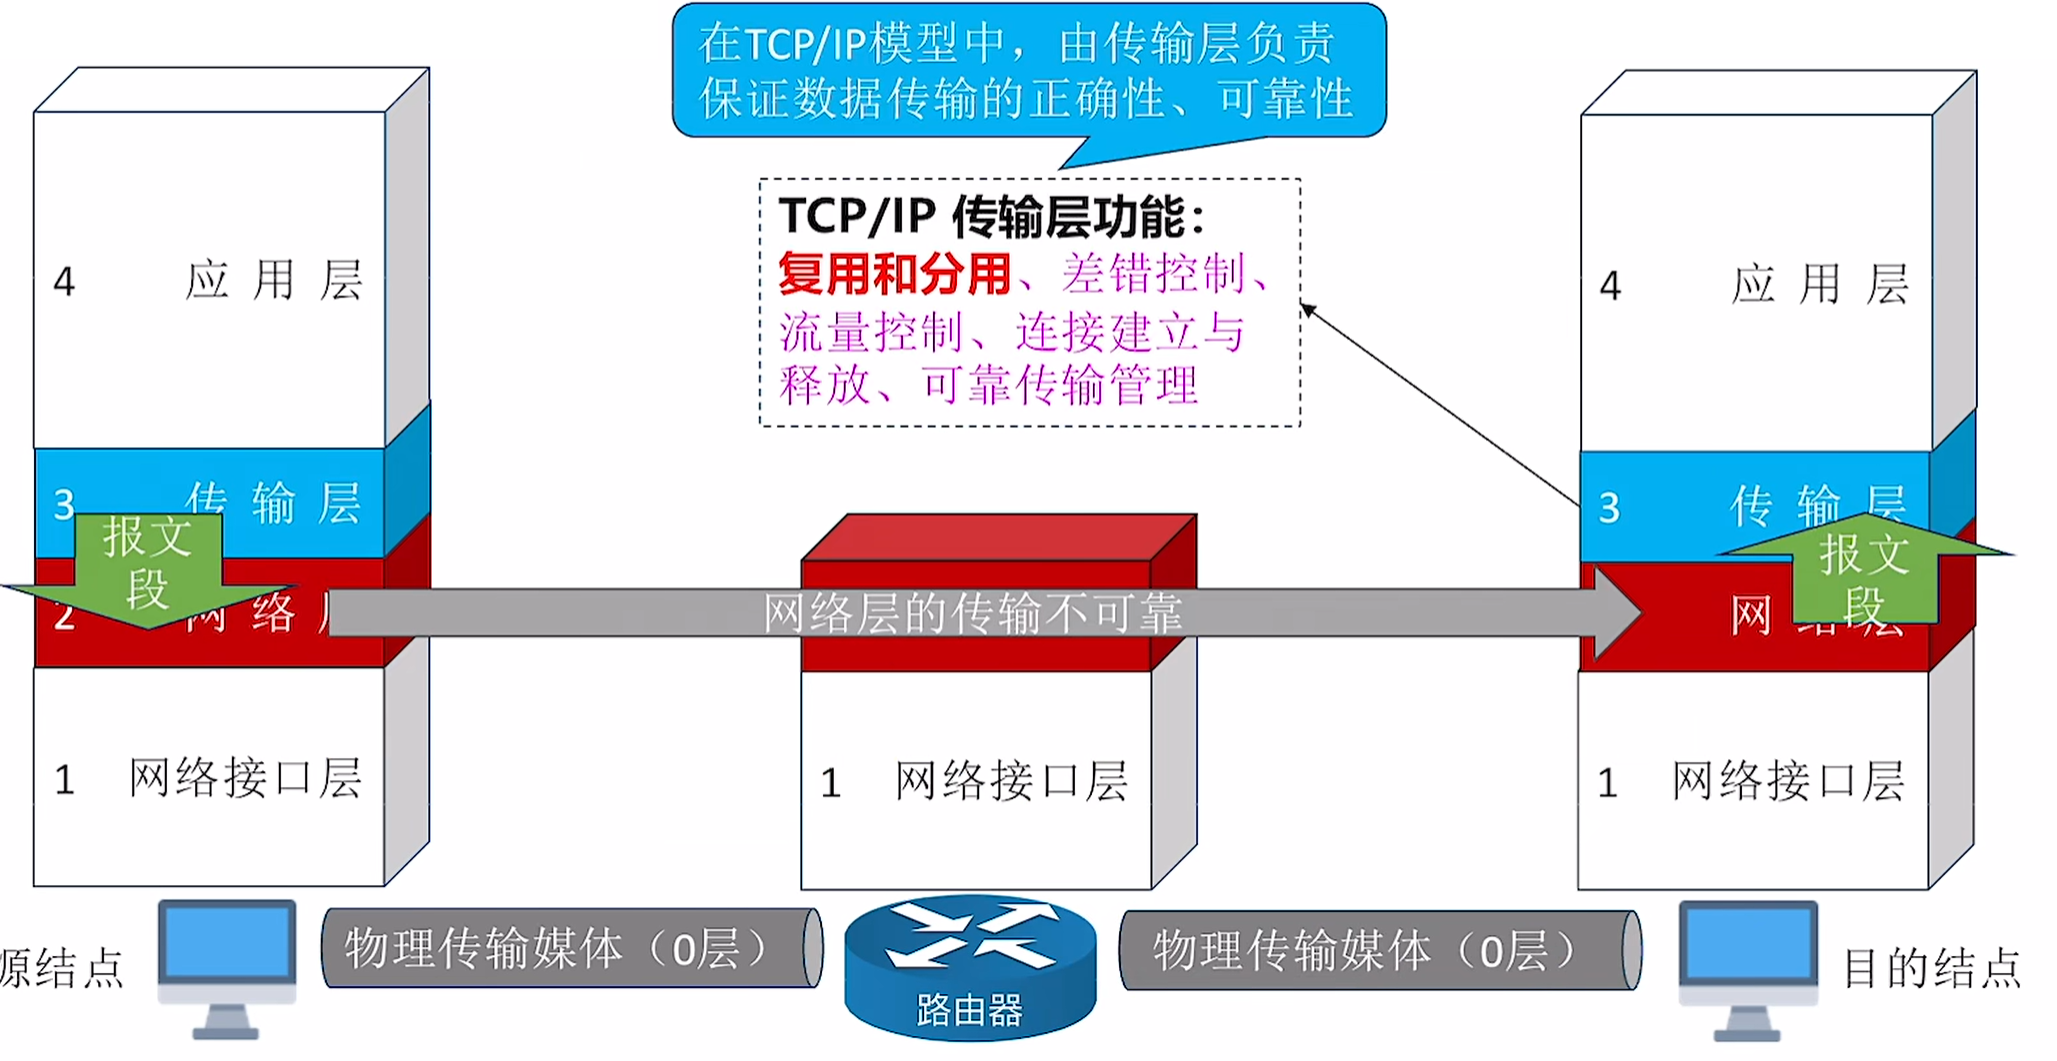 在TCP/IP模型中，由传输层负责
保证数据传输的正确性、可靠性
TCP/IP 传输层功能：
复用和分用、差错控制、
流量控制、连接建立与
释放、可靠传输管理
4 应用层
3 传输层
报文
段
2 网络
1 网络接口层
网络层的传输不可靠
1 网络接口层
4 应用层
3 传输层
报文
段
网络层
1 网络接口层
源结点
物理传输媒体（0层）
路由器
物理传输媒体（0层）
目的结点